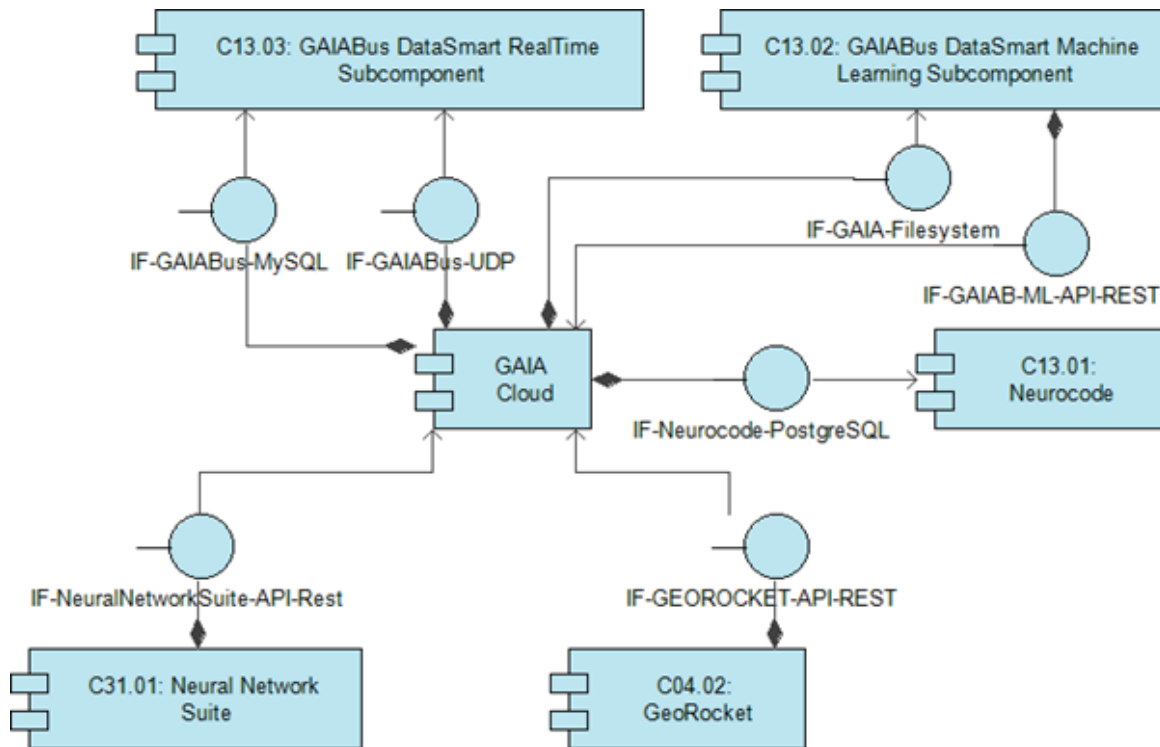 C13.03: GAIABus DataSmart RealTime
Subcomponent
C13.02: GAIABus DataSmart Machine
Learning Subcomponent
IF-GAIABus-MySQL
IF-GAIABus-UDP
IF-GAIA-Filesystem
IF-GAIAB-ML-API-REST
GAIA
Cloud
IF-Neurocode-PostgreSQL
C13.01:
Neurocode
IF-NeuralNetworkSuite-API-Rest
IF-GEOROCKET-API-REST
C31.01: Neural Network
Suite
C04.02:
GeoRocket